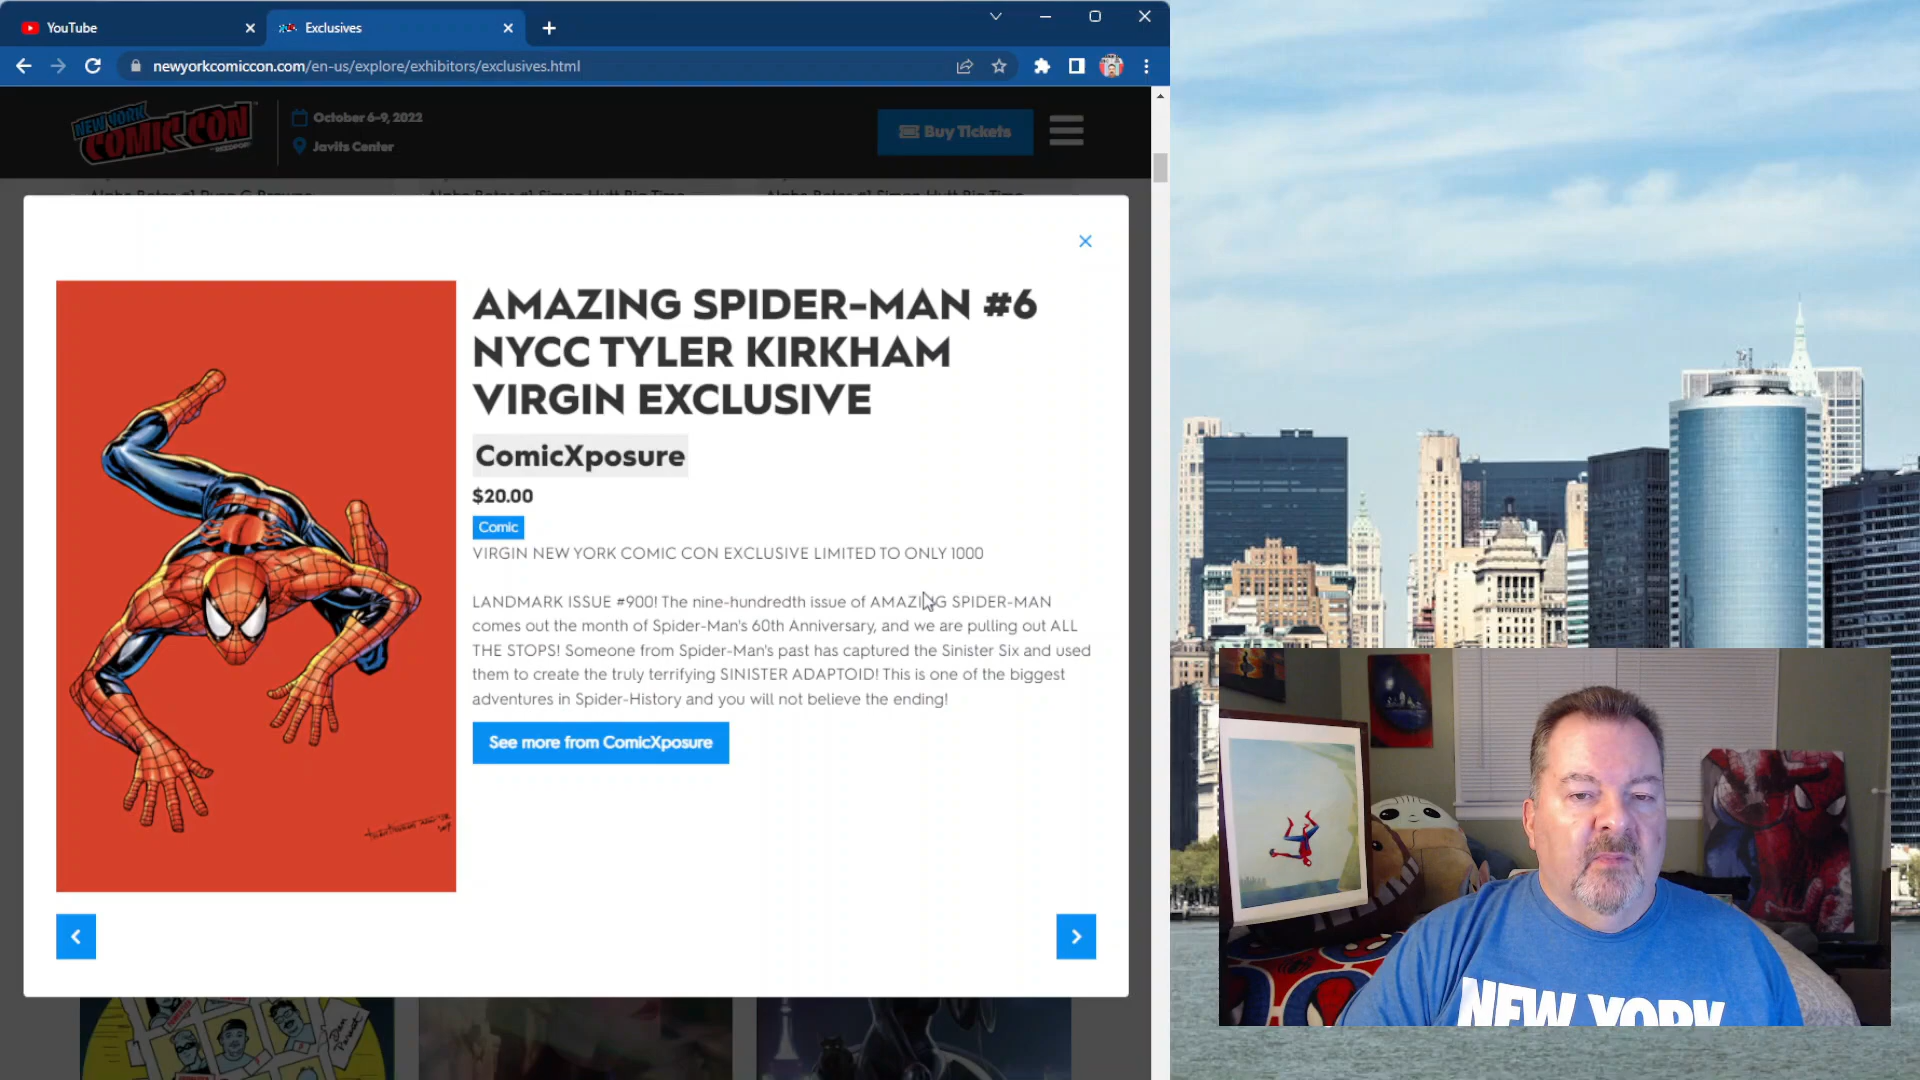 YouTube
Exclusives
newyorkcomiccon.com/en-us/explore/exhibitors/exclusives.html
NEW YORK
COMIC CON
October 6-9, 2022
Javits Center
Buy Tickets
AMAZING SPIDER-MAN #6
NYCC TYLER KIRKHAM
VIRGIN EXCLUSIVE
ComicXposure
$20.00
Comic
VIRGIN NEW YORK COMIC CON EXCLUSIVE LIMITED TO ONLY 1000
LANDMARK ISSUE #900! The nine-hundredth issue of AMAZING SPIDER-MAN
comes out the month of Spider-Man's 60th Anniversary, and we are pulling out ALL
THE STOPS! Someone from Spider-Man's past has captured the Sinister Six and used
them to create the truly terrifying SINISTER ADAPTOID! This is one of the biggest
adventures in Spider-History and you will not believe the ending!
See more from ComicXposure
NEW YORK